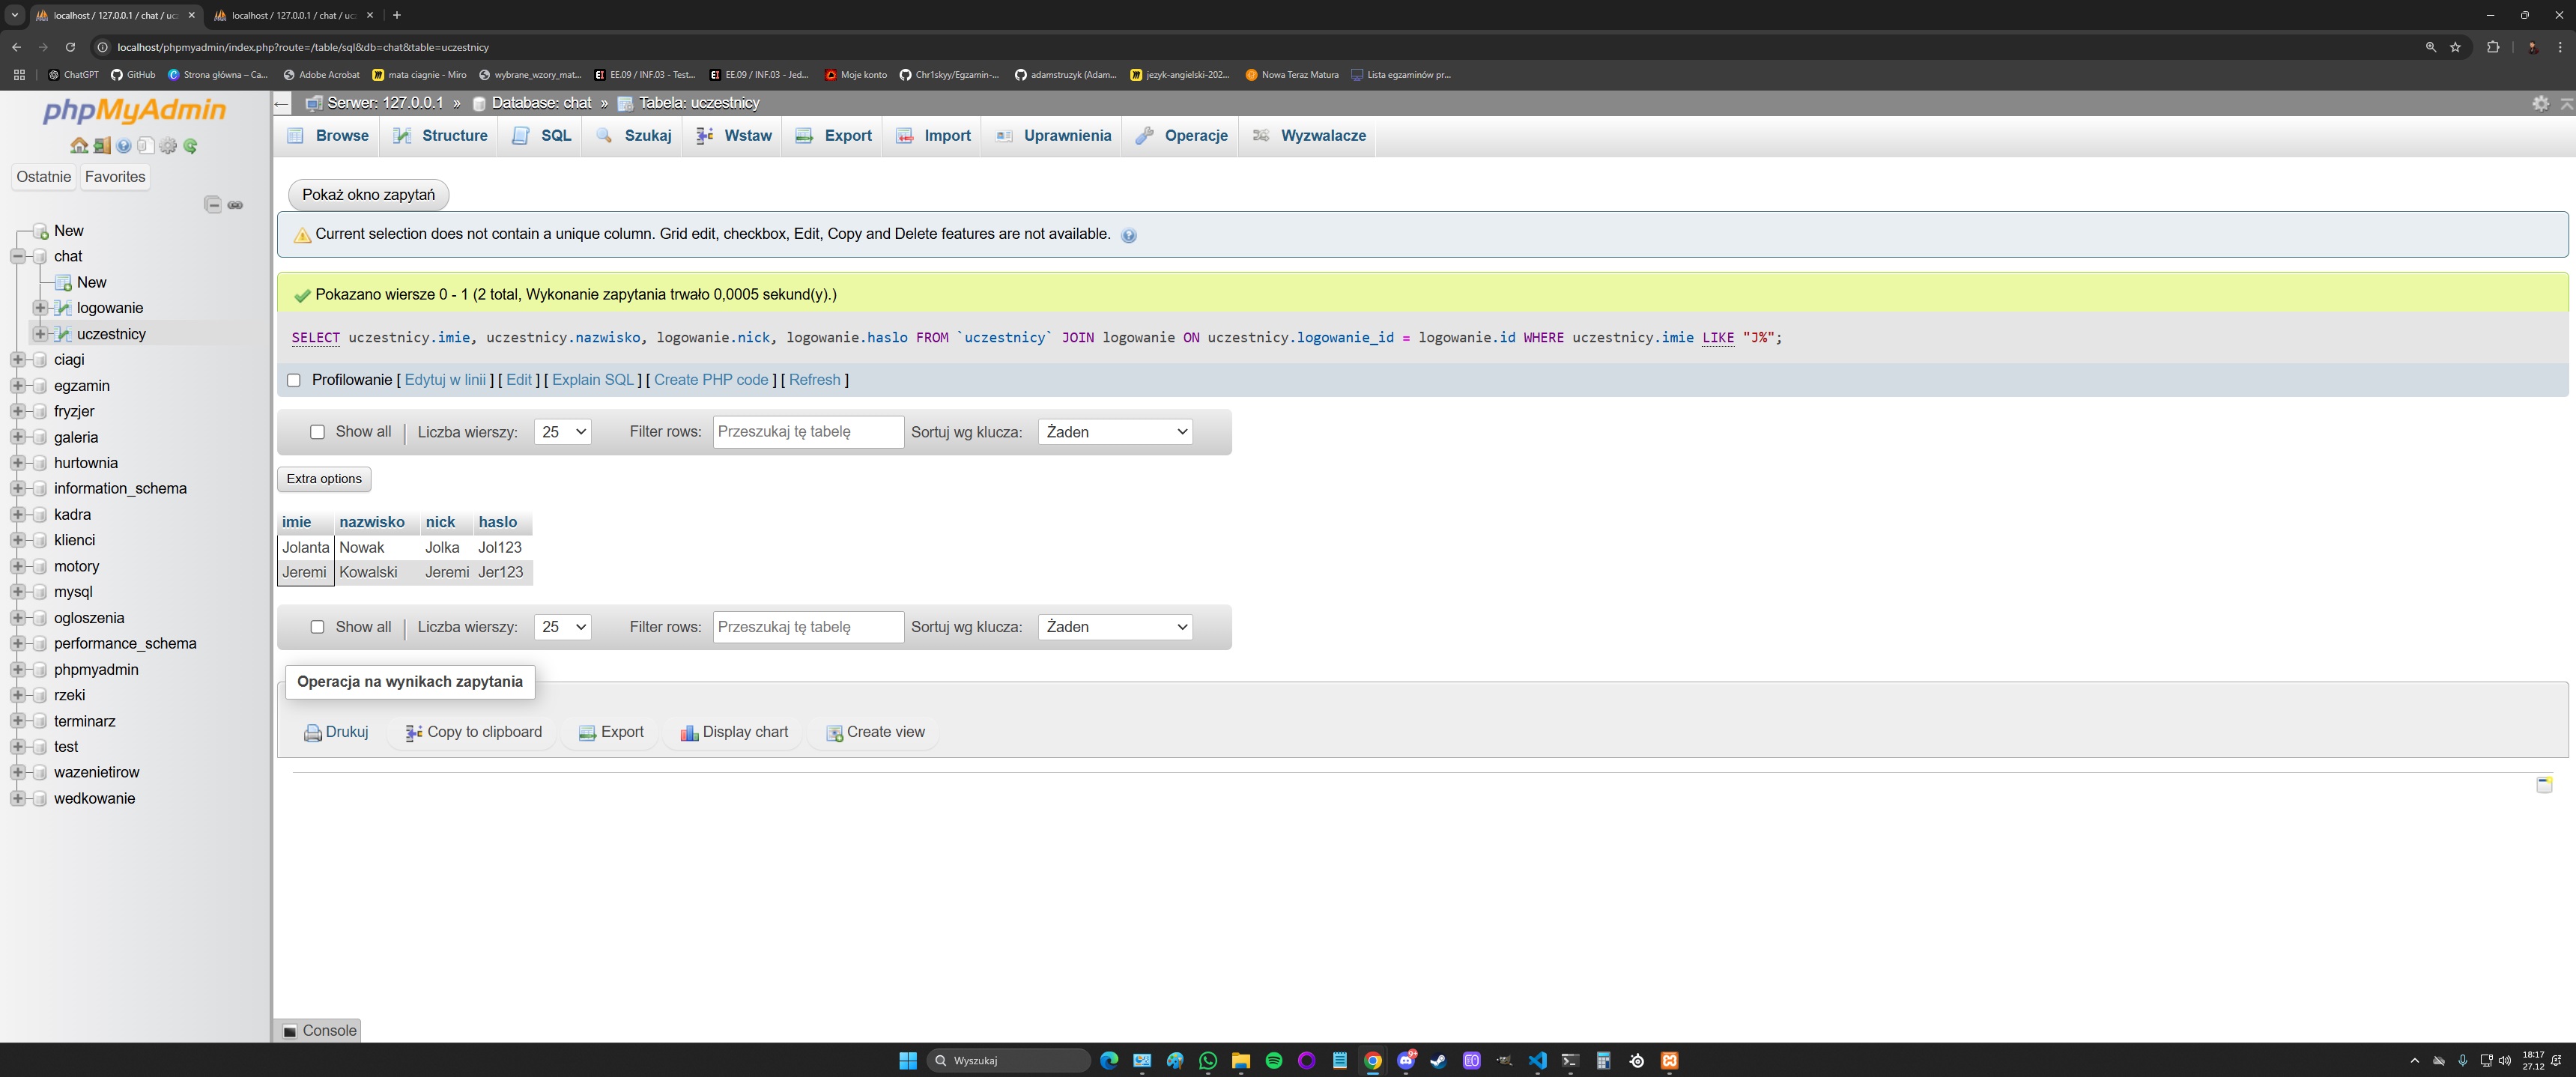 localhost / 127.0.0.1 / chat / uc
localhost / 127.0.0.1 / chat / uc
localhost/phpmyadmin/index.php?route=/table/sql&db=chat&table=uczestnicy
ChatGPT GitHub Strona główna – Ca... Adobe Acrobat mata ciagnie - Miro wybrane_wzory_mat... EE.09 / INF.03 - Test... EE.09 / INF.03 - Jed... Moje konto Chr1skyy/Egzamin-... adamstruzyk (Adam... jezyk-angielski-202... Nowa Teraz Matura Lista egzaminów pr...
phpMyAdmin
Ostatnie Favorites
New
chat
New
logowanie
uczestnicy
ciagi
egzamin
fryzjer
galeria
hurtownia
information_schema
kadra
klienci
motory
mysql
ogloszenia
performance_schema
phpmyadmin
rzeki
terminarz
test
wazenietirow
wedkowanie
Serwer: 127.0.0.1 » Database: chat » Tabela: uczestnicy
Browse Structure SQL Szukaj Wstaw Export Import Uprawnienia Operacje Wyzwalacze
Pokaż okno zapytań
Current selection does not contain a unique column. Grid edit, checkbox, Edit, Copy and Delete features are not available.
Pokazano wiersze 0 - 1 (2 total, Wykonanie zapytania trwało 0,0005 sekund(y).)
SELECT uczestnicy.imie, uczestnicy.nazwisko, logowanie.nick, logowanie.haslo FROM `uczestnicy` JOIN logowanie ON uczestnicy.logowanie_id = logowanie.id WHERE uczestnicy.imie LIKE "J%";
Profilowanie [ Edytuj w linii ] [ Edit ] [ Explain SQL ] [ Create PHP code ] [ Refresh ]
Show all | Liczba wierszy: 25 Filter rows: Przeszukaj tę tabelę Sortuj wg klucza: Żaden
Extra options
imie nazwisko nick haslo
Jolanta Nowak Jolka Jol123
Jeremi Kowalski Jeremi Jer123
Show all | Liczba wierszy: 25 Filter rows: Przeszukaj tę tabelę Sortuj wg klucza: Żaden
Operacja na wynikach zapytania
Drukuj Copy to clipboard Export Display chart Create view
Console
Wyszukaj
18:17
27.12